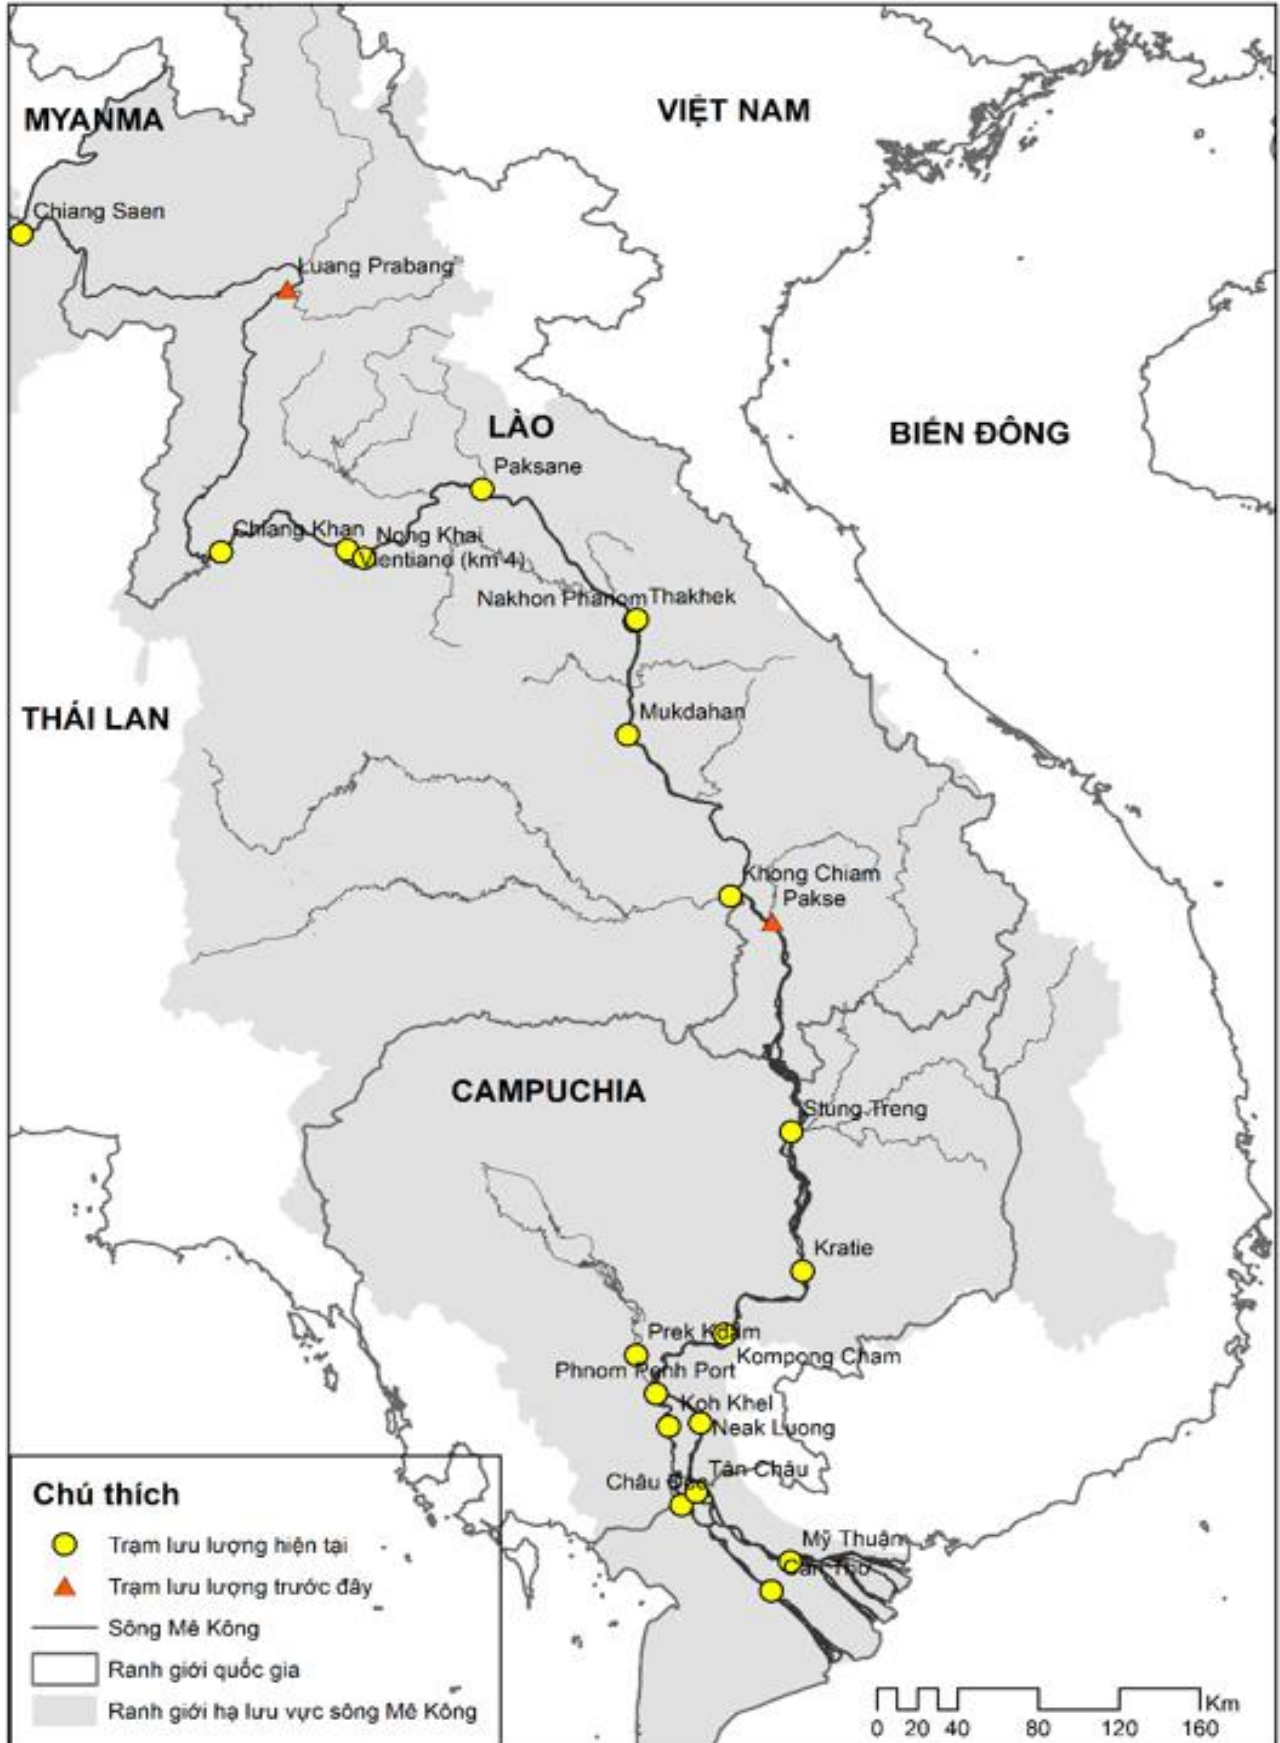 VIỆT NAM
MYANMA
Chiang Saen
Luang Prabang
LÀO
BIỂN ĐÔNG
Paksane
Chiang Khan
Nong Khai
Vientiane (km 4)
Nakhon Phanom
Thakhek
THÁI LAN
Mukdahan
Khong Chiam
Pakse
CAMPUCHIA
Stung Treng
Kratie
Prek Kdam
Kompong Cham
Phnom Penh Port
Koh Khel
Neak Luong
Tân Châu
Châu Đốc
Mỹ Thuận
Cần Thơ
Chú thích
Trạm lưu lượng hiện tại
Trạm lưu lượng trước đây
Sông Mê Kông
Ranh giới quốc gia
Ranh giới hạ lưu vực sông Mê Kông
Km
0 20 40 80 120 160